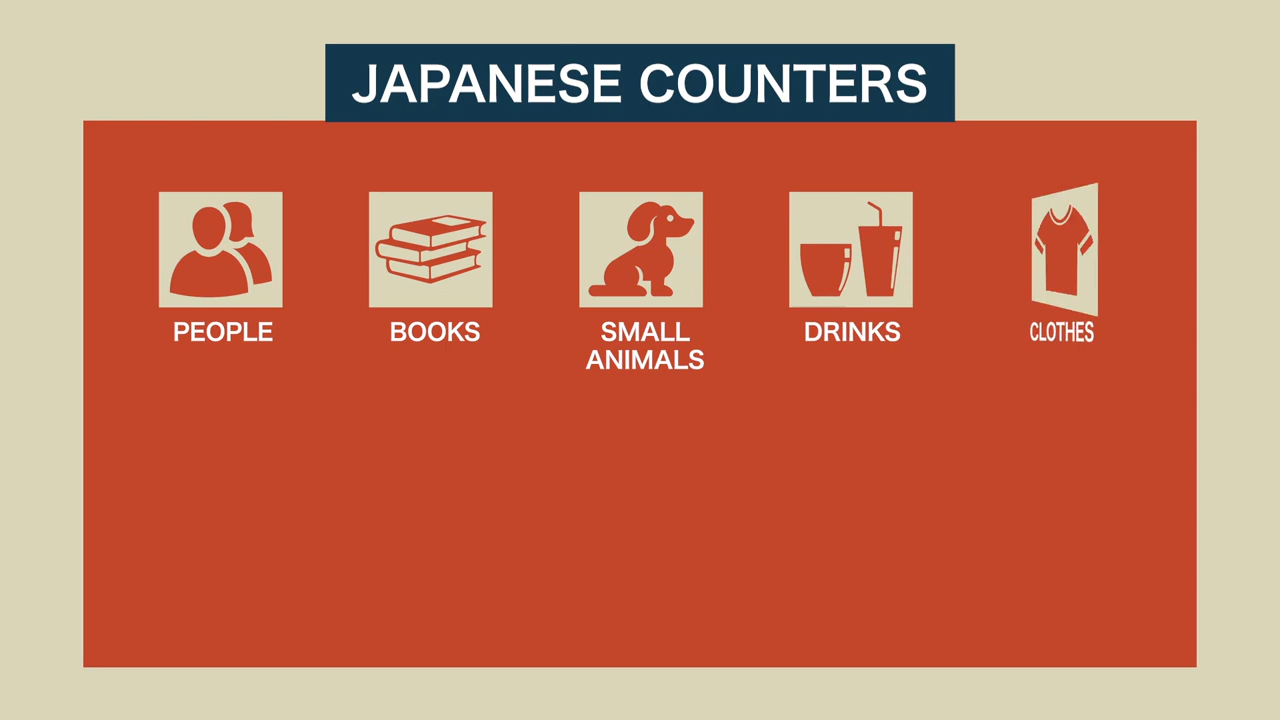 JAPANESE COUNTERS
PEOPLE
BOOKS
SMALL
ANIMALS
DRINKS
CLOTHES